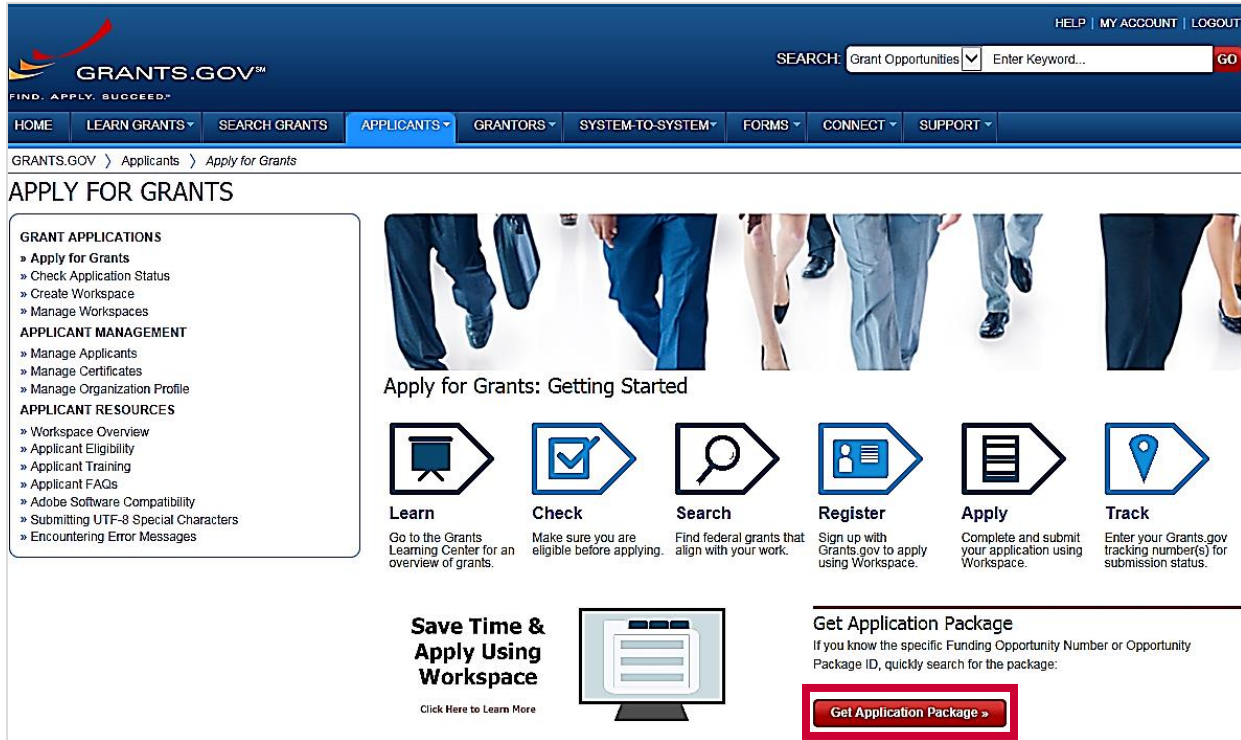 HELP | MY ACCOUNT | LOGOUT
GRANTS.GOV℠
FIND. APPLY. SUCCEED.℠
SEARCH: Grant Opportunities Enter Keyword... GO
HOME LEARN GRANTS SEARCH GRANTS APPLICANTS GRANTORS SYSTEM-TO-SYSTEM FORMS CONNECT SUPPORT
GRANTS.GOV 〉 Applicants 〉 Apply for Grants
APPLY FOR GRANTS
GRANT APPLICATIONS
» Apply for Grants
» Check Application Status
» Create Workspace
» Manage Workspaces
APPLICANT MANAGEMENT
» Manage Applicants
» Manage Certificates
» Manage Organization Profile
APPLICANT RESOURCES
» Workspace Overview
» Applicant Eligibility
» Applicant Training
» Applicant FAQs
» Adobe Software Compatibility
» Submitting UTF-8 Special Characters
» Encountering Error Messages
Apply for Grants: Getting Started
Learn
Go to the Grants
Learning Center for an
overview of grants.
Check
Make sure you are
eligible before applying.
Search
Find federal grants that
align with your work.
Register
Sign up with
Grants.gov to apply
using Workspace.
Apply
Complete and submit
your application using
Workspace.
Track
Enter your Grants.gov
tracking number(s) for
submission status.
Save Time &
Apply Using
Workspace
Click Here to Learn More
Get Application Package
If you know the specific Funding Opportunity Number or Opportunity
Package ID, quickly search for the package:
Get Application Package »